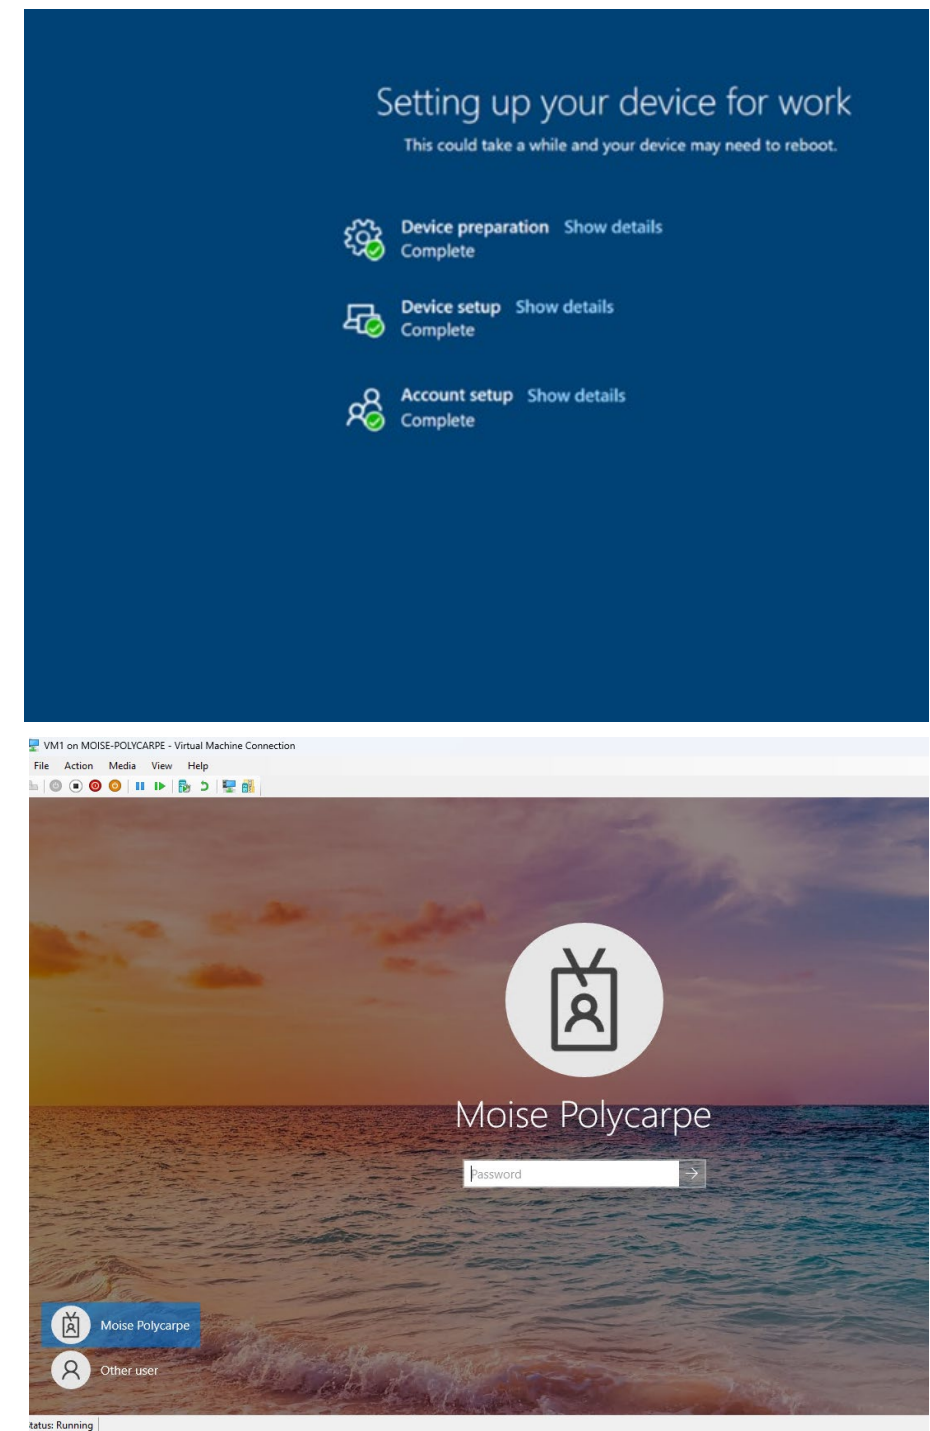 Setting up your device for work
This could take a while and your device may need to reboot.
Device preparation Show details
Complete
Device setup Show details
Complete
Account setup Show details
Complete
VM1 on MOISE-POLYCARPE - Virtual Machine Connection
File Action Media View Help
Moise Polycarpe
Password
Moise Polycarpe
Other user
tatus: Running